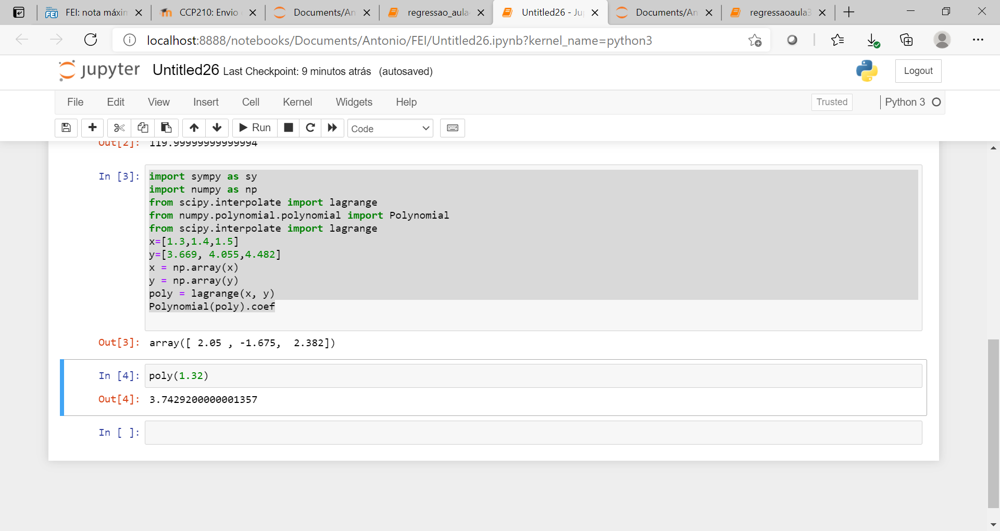 FEI: nota máxin
CCP210: Envio
Documents/An
regressao_aula
Untitled26 - Ju
Documents/An
regressaoaula3
localhost:8888/notebooks/Documents/Antonio/FEI/Untitled26.ipynb?kernel_name=python3
jupyter Untitled26 Last Checkpoint: 9 minutos atrás (autosaved)
Logout
File Edit View Insert Cell Kernel Widgets Help
Trusted
Python 3
Run
Code
Out[2]: 119.99999999999994
In [3]: import sympy as sy
import numpy as np
from scipy.interpolate import lagrange
from numpy.polynomial.polynomial import Polynomial
from scipy.interpolate import lagrange
x=[1.3,1.4,1.5]
y=[3.669, 4.055,4.482]
x = np.array(x)
y = np.array(y)
poly = lagrange(x, y)
Polynomial(poly).coef
Out[3]: array([ 2.05 , -1.675,  2.382])
In [4]: poly(1.32)
Out[4]: 3.7429200000001357
In [ ]: